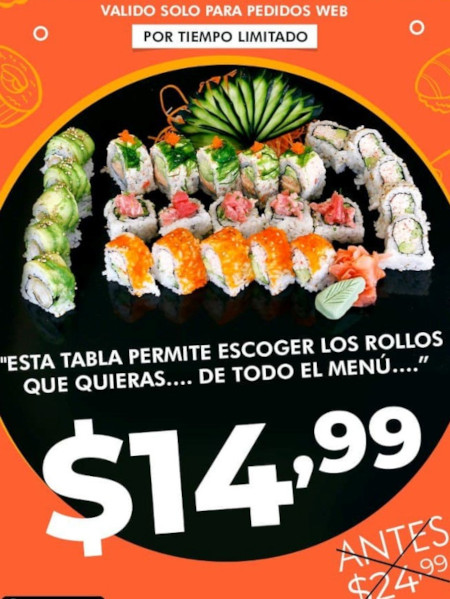 VALIDO SOLO PARA PEDIDOS WEB
POR TIEMPO LIMITADO
"ESTA TABLA PERMITE ESCOGER LOS ROLLOS
QUE QUIERAS.... DE TODO EL MENÚ...."
$14,99
ANTES
$24,99